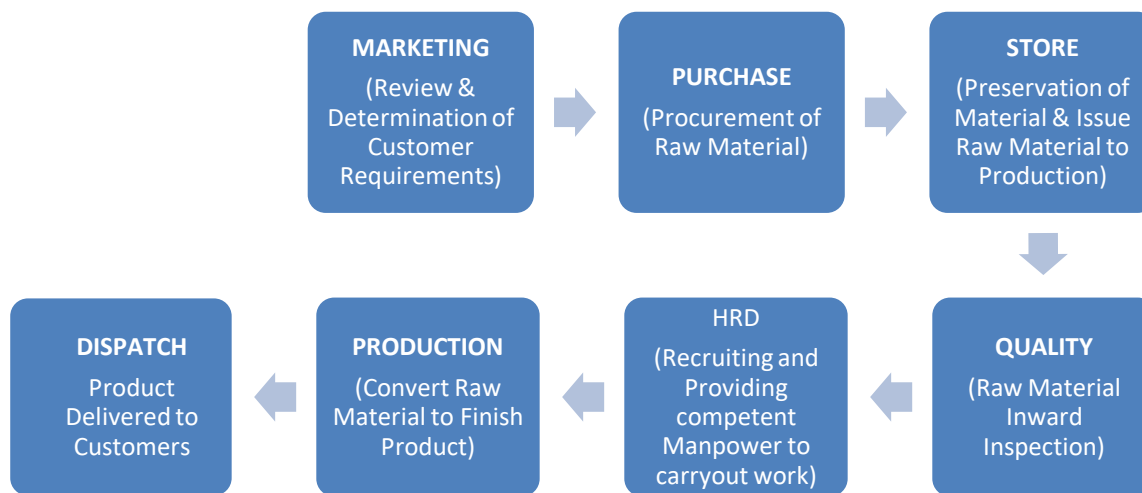 MARKETING
(Review &
Determination of
Customer
Requirements)
PURCHASE
(Procurement of
Raw Material)
STORE
(Preservation of
Material & Issue
Raw Material to
Production)
QUALITY
(Raw Material
Inward
Inspection)
HRD
(Recruiting and
Providing
competent
Manpower to
carryout work)
PRODUCTION
(Convert Raw
Material to Finish
Product)
DISPATCH
Product
Delivered to
Customers